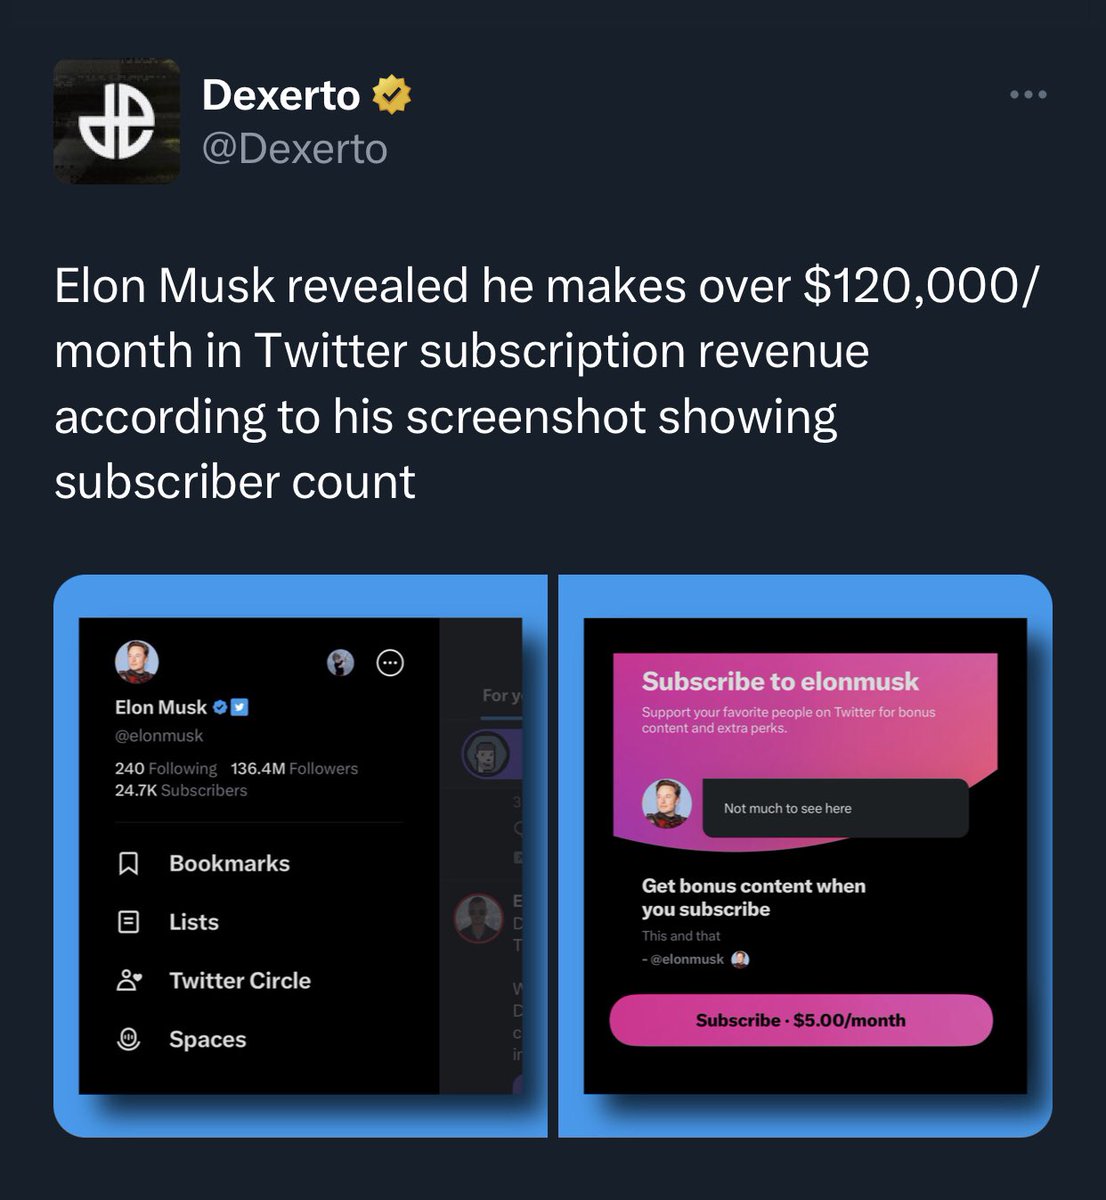 Dexerto
@Dexerto
Elon Musk revealed he makes over $120,000/
month in Twitter subscription revenue
according to his screenshot showing
subscriber count
Elon Musk
@elonmusk
240 Following 136.4M Followers
24.7K Subscribers
Bookmarks
Lists
Twitter Circle
Spaces
For y
Subscribe to elonmusk
Support your favorite people on Twitter for bonus
content and extra perks.
Not much to see here
Get bonus content when
you subscribe
This and that
- @elonmusk
Subscribe · $5.00/month